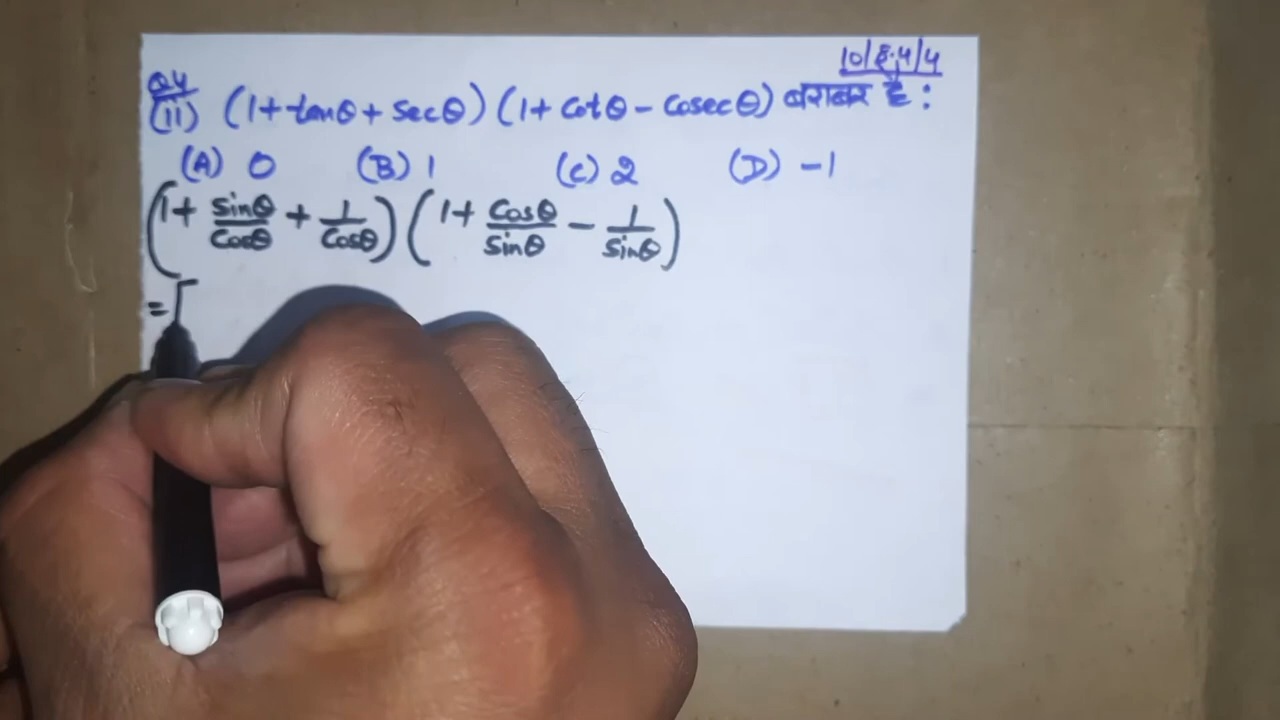 10/8.4/4
Q4
(ii) (1+tanθ+secθ)(1+cotθ-cosecθ) बराबर है:
(A) 0 (B) 1 (C) 2 (D) -1
(1+ sinθ/cosθ + 1/cosθ)(1+ cosθ/sinθ - 1/sinθ)
= [